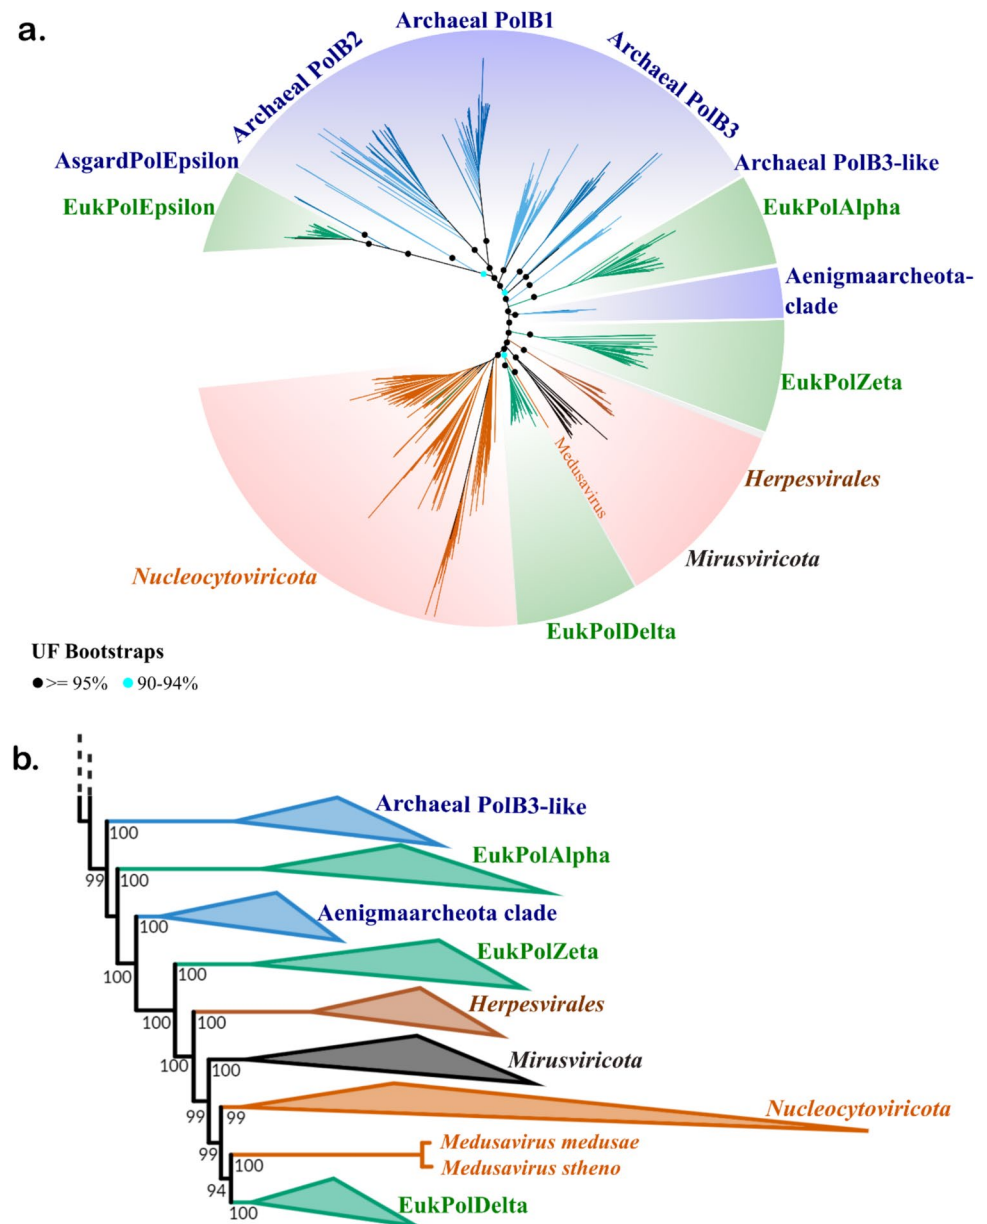 a.
Archaeal PolB1
Archaeal PolB2
Archaeal PolB3
AsgardPolEpsilon
Archaeal PolB3-like
EukPolEpsilon
EukPolAlpha
Aenigmaarcheota-
clade
EukPolZeta
Medusavirus
Herpesvirales
Mirusviricota
Nucleocytoviricota
EukPolDelta
UF Bootstraps
>= 95% 90-94%
b.
Archaeal PolB3-like
100
EukPolAlpha
99 100
Aenigmaarcheota clade
100
EukPolZeta
100 100
Herpesvirales
100 100
Mirusviricota
100 100
Nucleocytoviricota
99 99
Medusavirus medusae
99
100
Medusavirus stheno
94
EukPolDelta
100